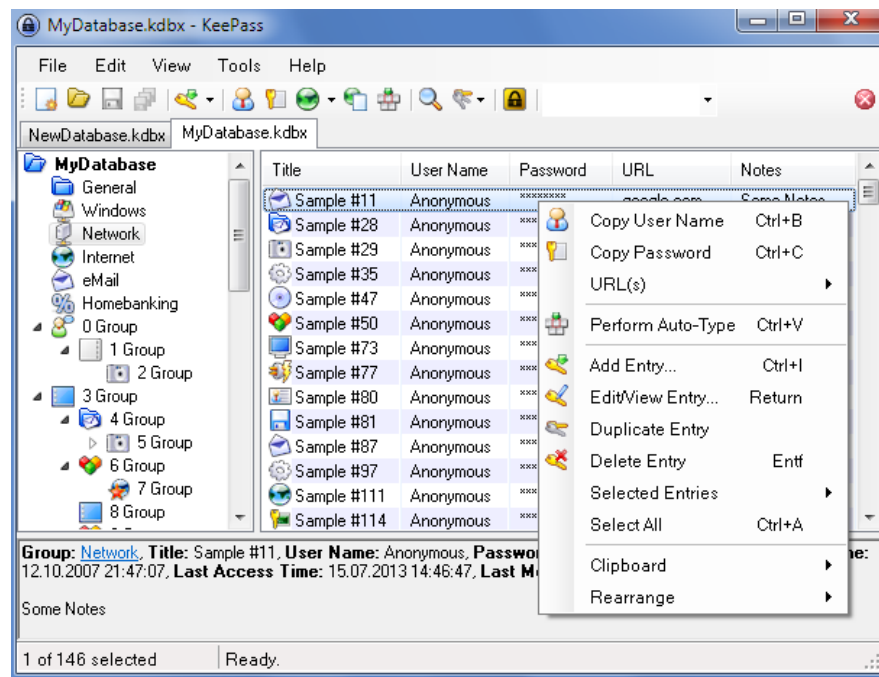 MyDatabase.kdbx - KeePass
File Edit View Tools Help
NewDatabase.kdbx MyDatabase.kdbx
MyDatabase
General
Windows
Network
Internet
eMail
Homebanking
0 Group
1 Group
2 Group
3 Group
4 Group
5 Group
6 Group
7 Group
8 Group
Title User Name Password URL Notes
Sample #11 Anonymous ******** google.com Some Notes
Sample #28 Anonymous ***
Sample #29 Anonymous ***
Sample #35 Anonymous ***
Sample #47 Anonymous ***
Sample #50 Anonymous ***
Sample #73 Anonymous ***
Sample #77 Anonymous ***
Sample #80 Anonymous ***
Sample #81 Anonymous ***
Sample #87 Anonymous ***
Sample #97 Anonymous ***
Sample #111 Anonymous ***
Sample #114 Anonymous ***
Copy User Name Ctrl+B
Copy Password Ctrl+C
URL(s)
Perform Auto-Type Ctrl+V
Add Entry... Ctrl+I
Edit/View Entry... Return
Duplicate Entry
Delete Entry Entf
Selected Entries
Select All Ctrl+A
Clipboard
Rearrange
Group: Network, Title: Sample #11, User Name: Anonymous, Passwo
12.10.2007 21:47:07, Last Access Time: 15.07.2013 14:46:47, Last M
Some Notes
1 of 146 selected Ready.